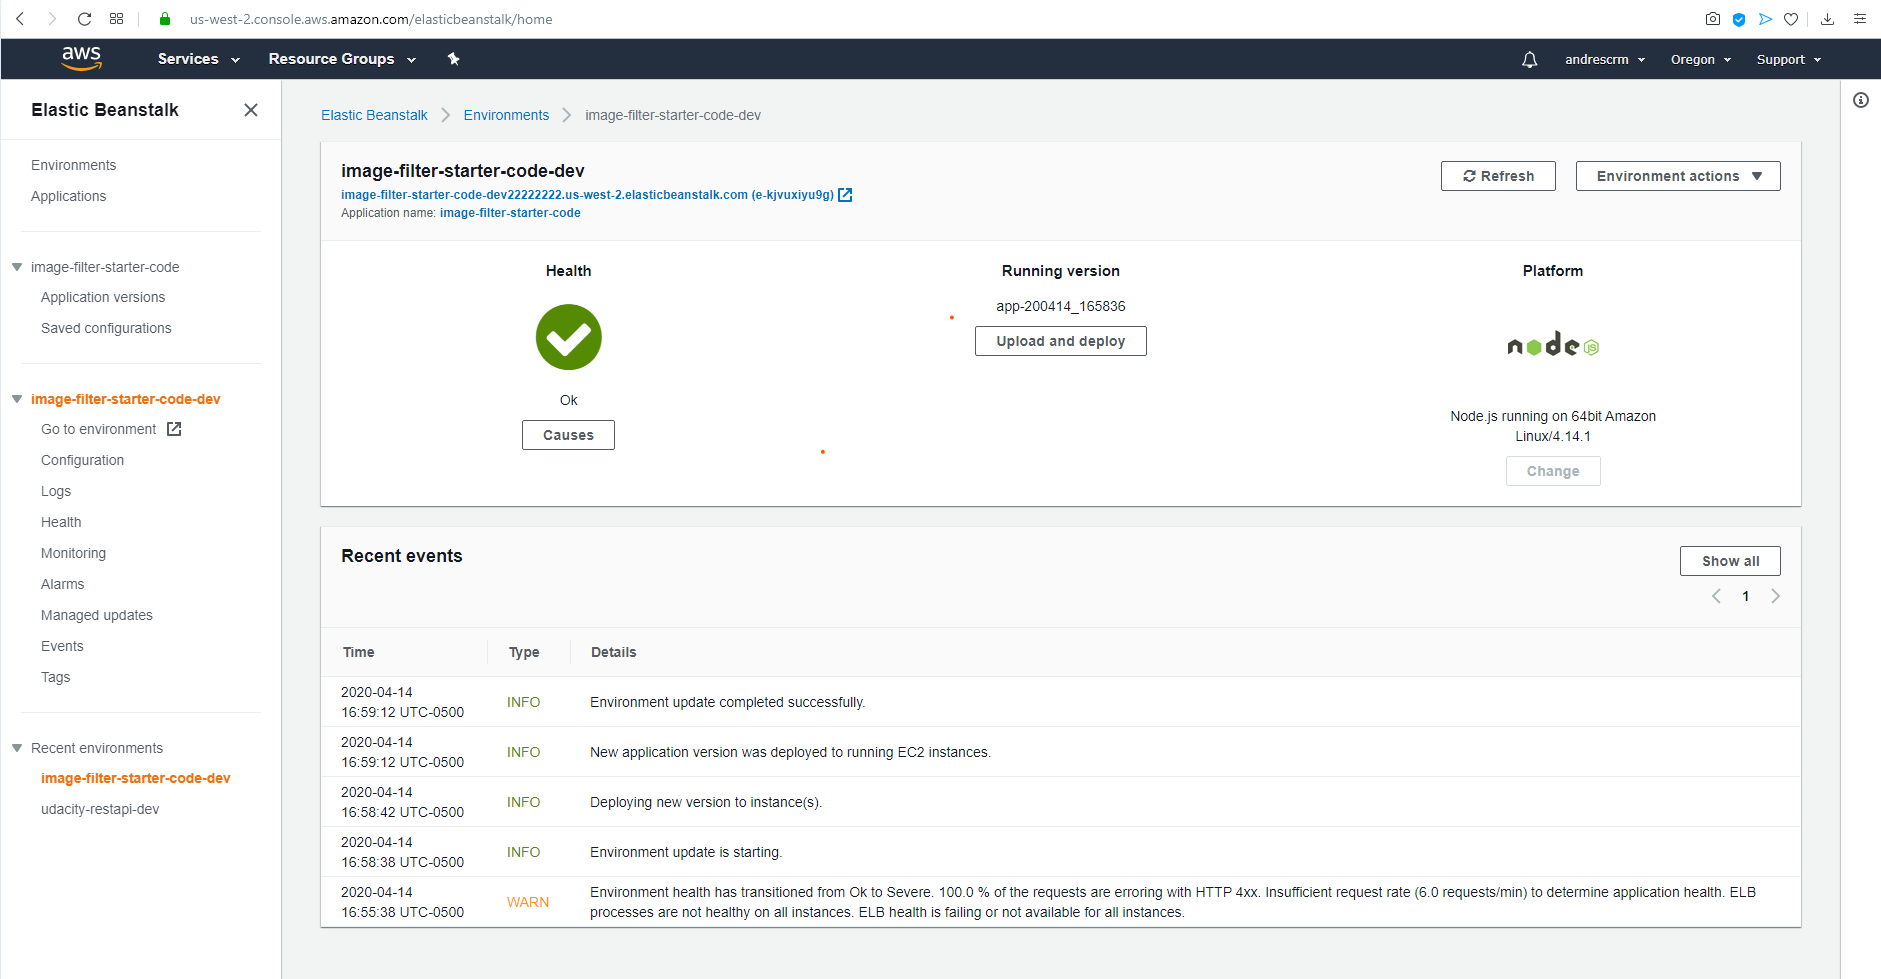 us-west-2.console.aws.amazon.com/elasticbeanstalk/home
aws
Services
Resource Groups
andrescrm
Oregon
Support
Elastic Beanstalk
Environments
Applications
image-filter-starter-code
Application versions
Saved configurations
image-filter-starter-code-dev
Go to environment
Configuration
Logs
Health
Monitoring
Alarms
Managed updates
Events
Tags
Recent environments
image-filter-starter-code-dev
udacity-restapi-dev
Elastic Beanstalk
Environments
image-filter-starter-code-dev
image-filter-starter-code-dev
image-filter-starter-code-dev22222222.us-west-2.elasticbeanstalk.com (e-kjvuxiyu9g)
Application name: image-filter-starter-code
Refresh
Environment actions
Health
Ok
Causes
Running version
app-200414_165836
Upload and deploy
Platform
node JS
Node.js running on 64bit Amazon
Linux/4.14.1
Change
Recent events
Show all
1
Time Type Details
2020-04-14
16:59:12 UTC-0500
INFO
Environment update completed successfully.
2020-04-14
16:59:12 UTC-0500
INFO
New application version was deployed to running EC2 instances.
2020-04-14
16:58:42 UTC-0500
INFO
Deploying new version to instance(s).
2020-04-14
16:58:38 UTC-0500
INFO
Environment update is starting.
2020-04-14
16:55:38 UTC-0500
WARN
Environment health has transitioned from Ok to Severe. 100.0 % of the requests are erroring with HTTP 4xx. Insufficient request rate (6.0 requests/min) to determine application health. ELB
processes are not healthy on all instances. ELB health is failing or not available for all instances.